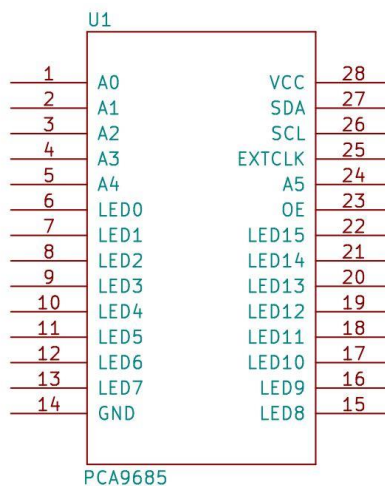 U1
1 A0 VCC 28
2 A1 SDA 27
3 A2 SCL 26
4 A3 EXTCLK 25
5 A4 A5 24
6 LED0 OE 23
7 LED1 LED15 22
8 LED2 LED14 21
9 LED3 LED13 20
10 LED4 LED12 19
11 LED5 LED11 18
12 LED6 LED10 17
13 LED7 LED9 16
14 GND LED8 15
PCA9685